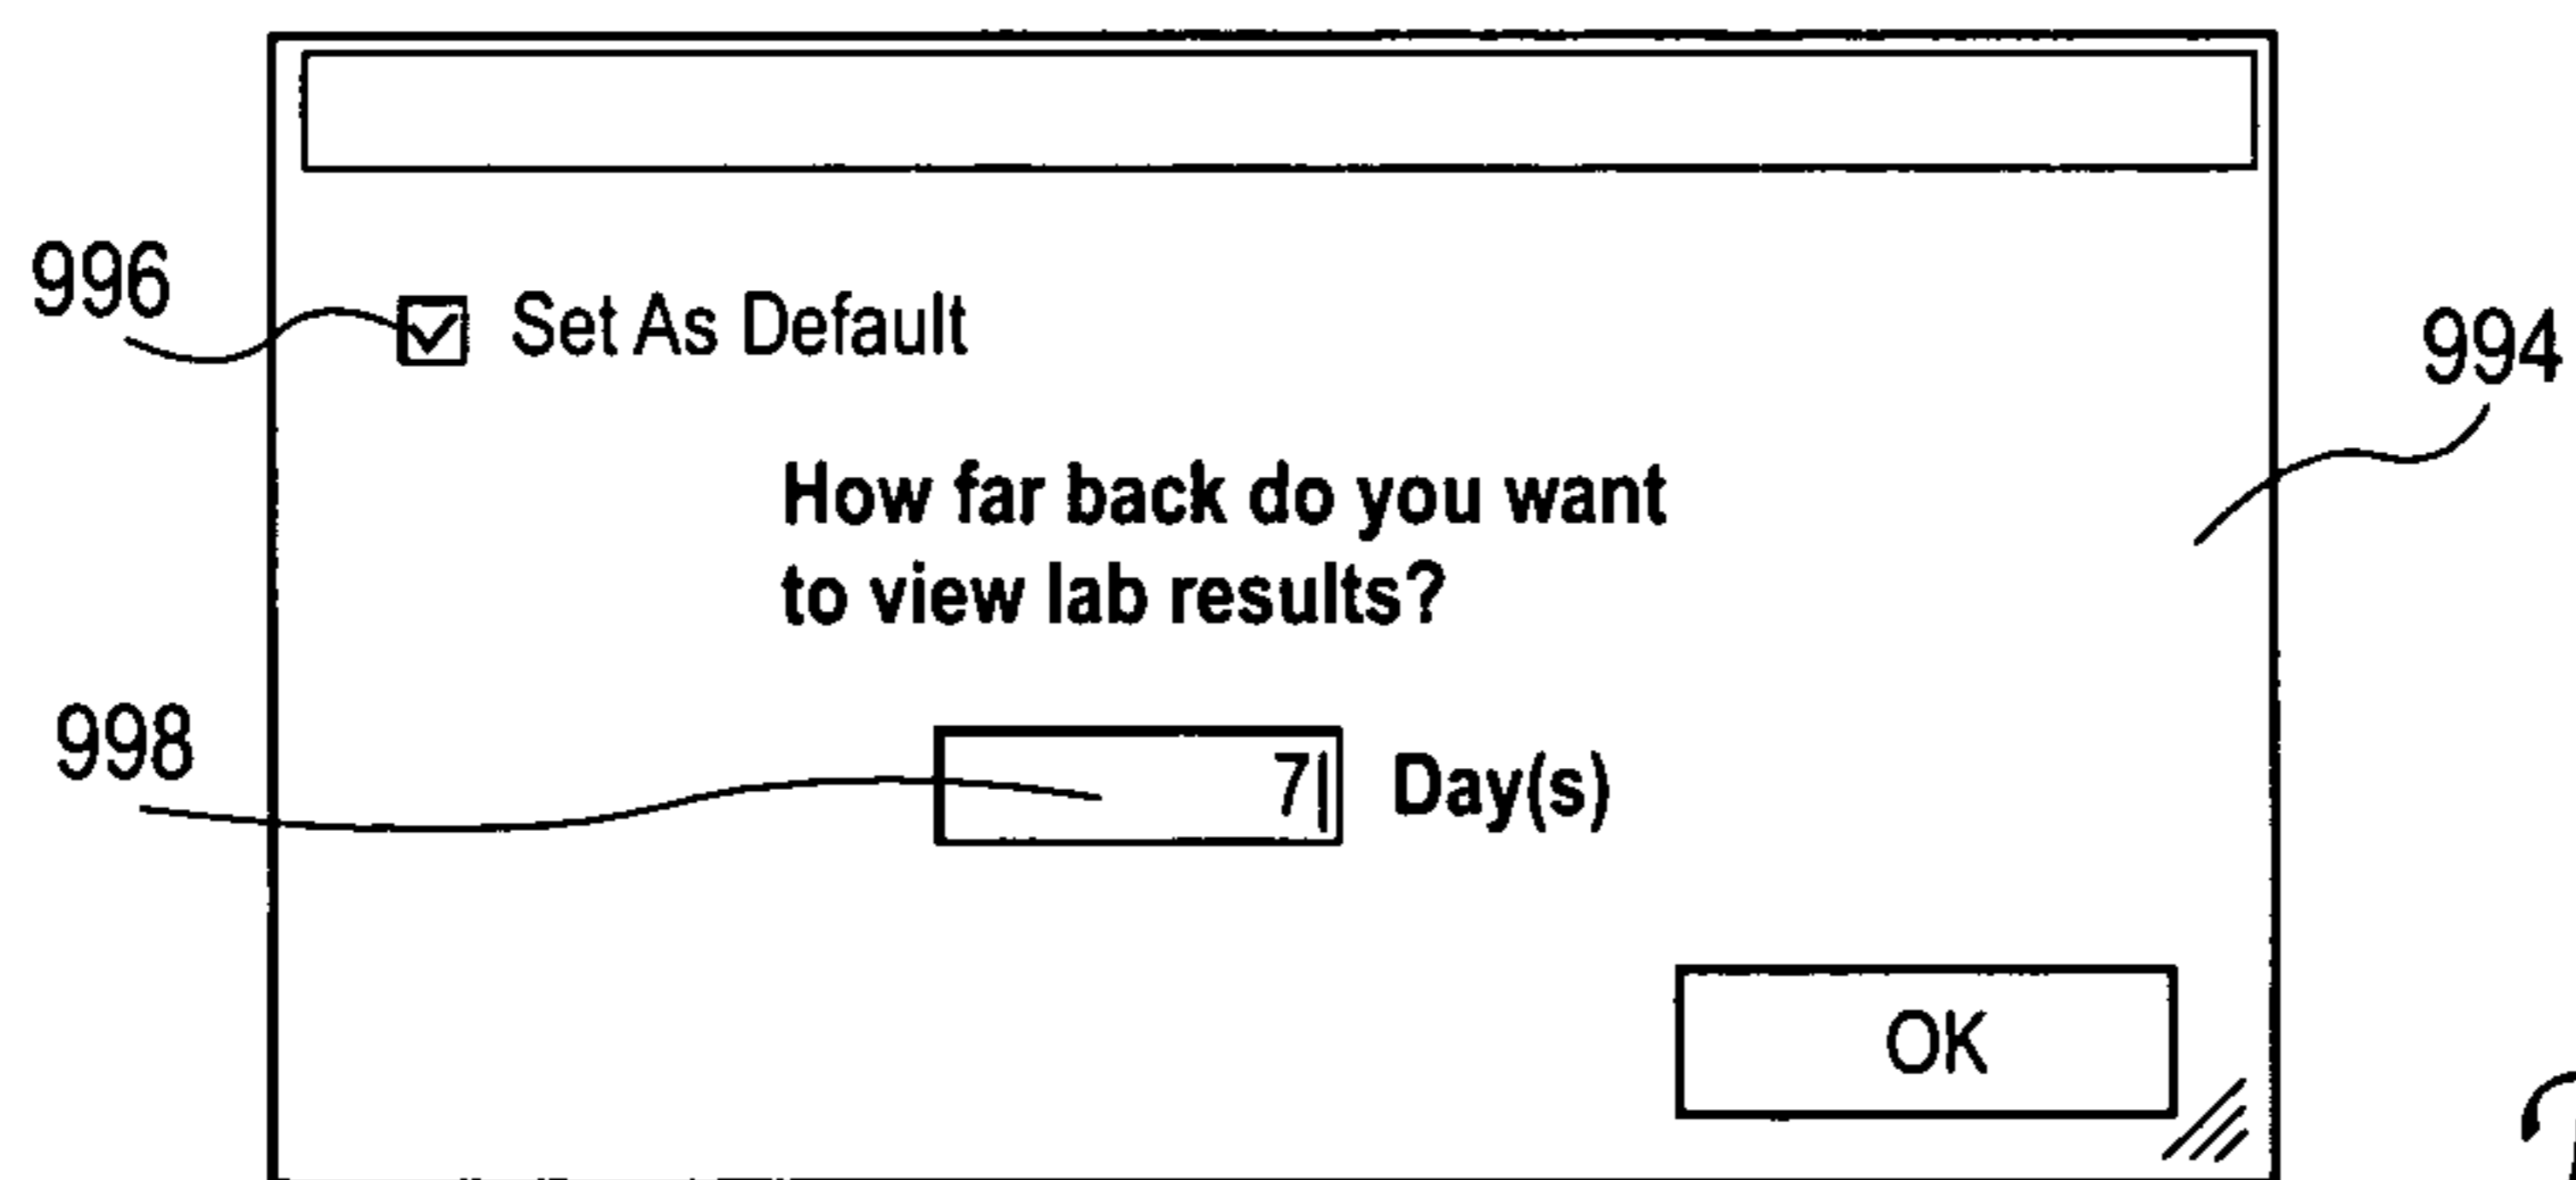 996
Set As Default
994
How far back do you want
to view lab results?
998
7 Day(s)
OK